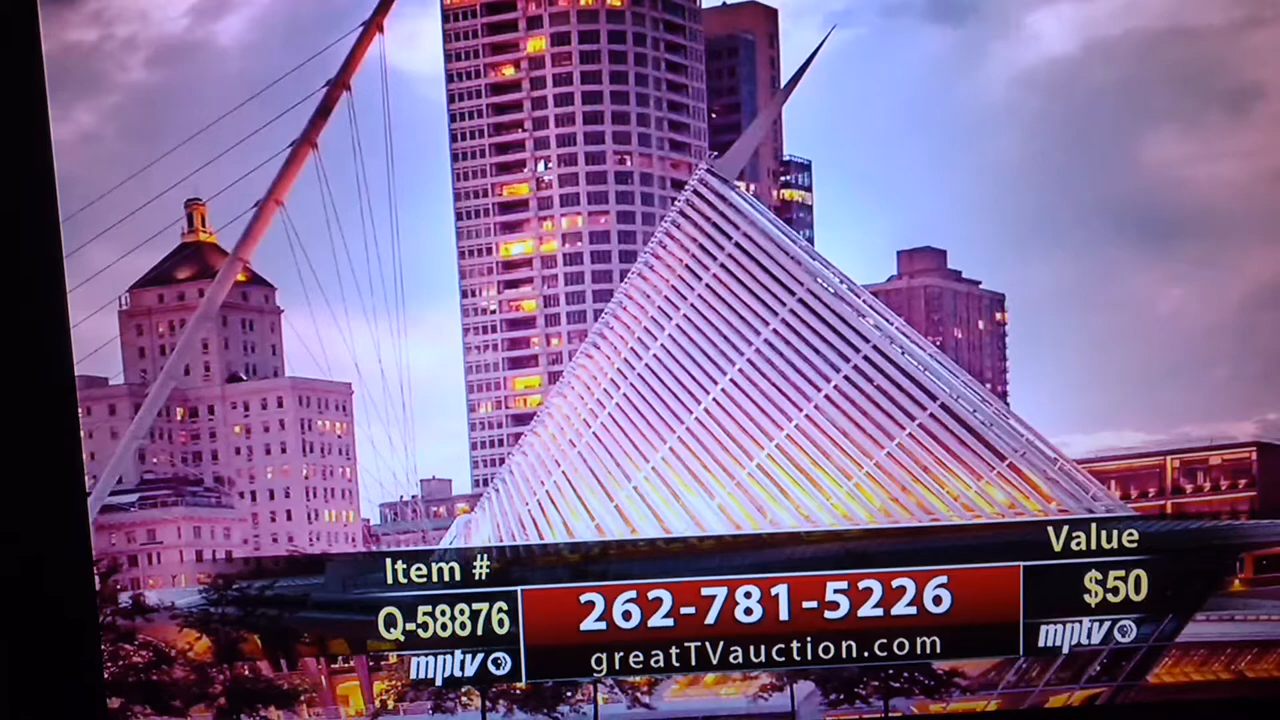 Item #
Value
Q-58876
262-781-5226
$50
mptv
greatTVauction.com
mptv